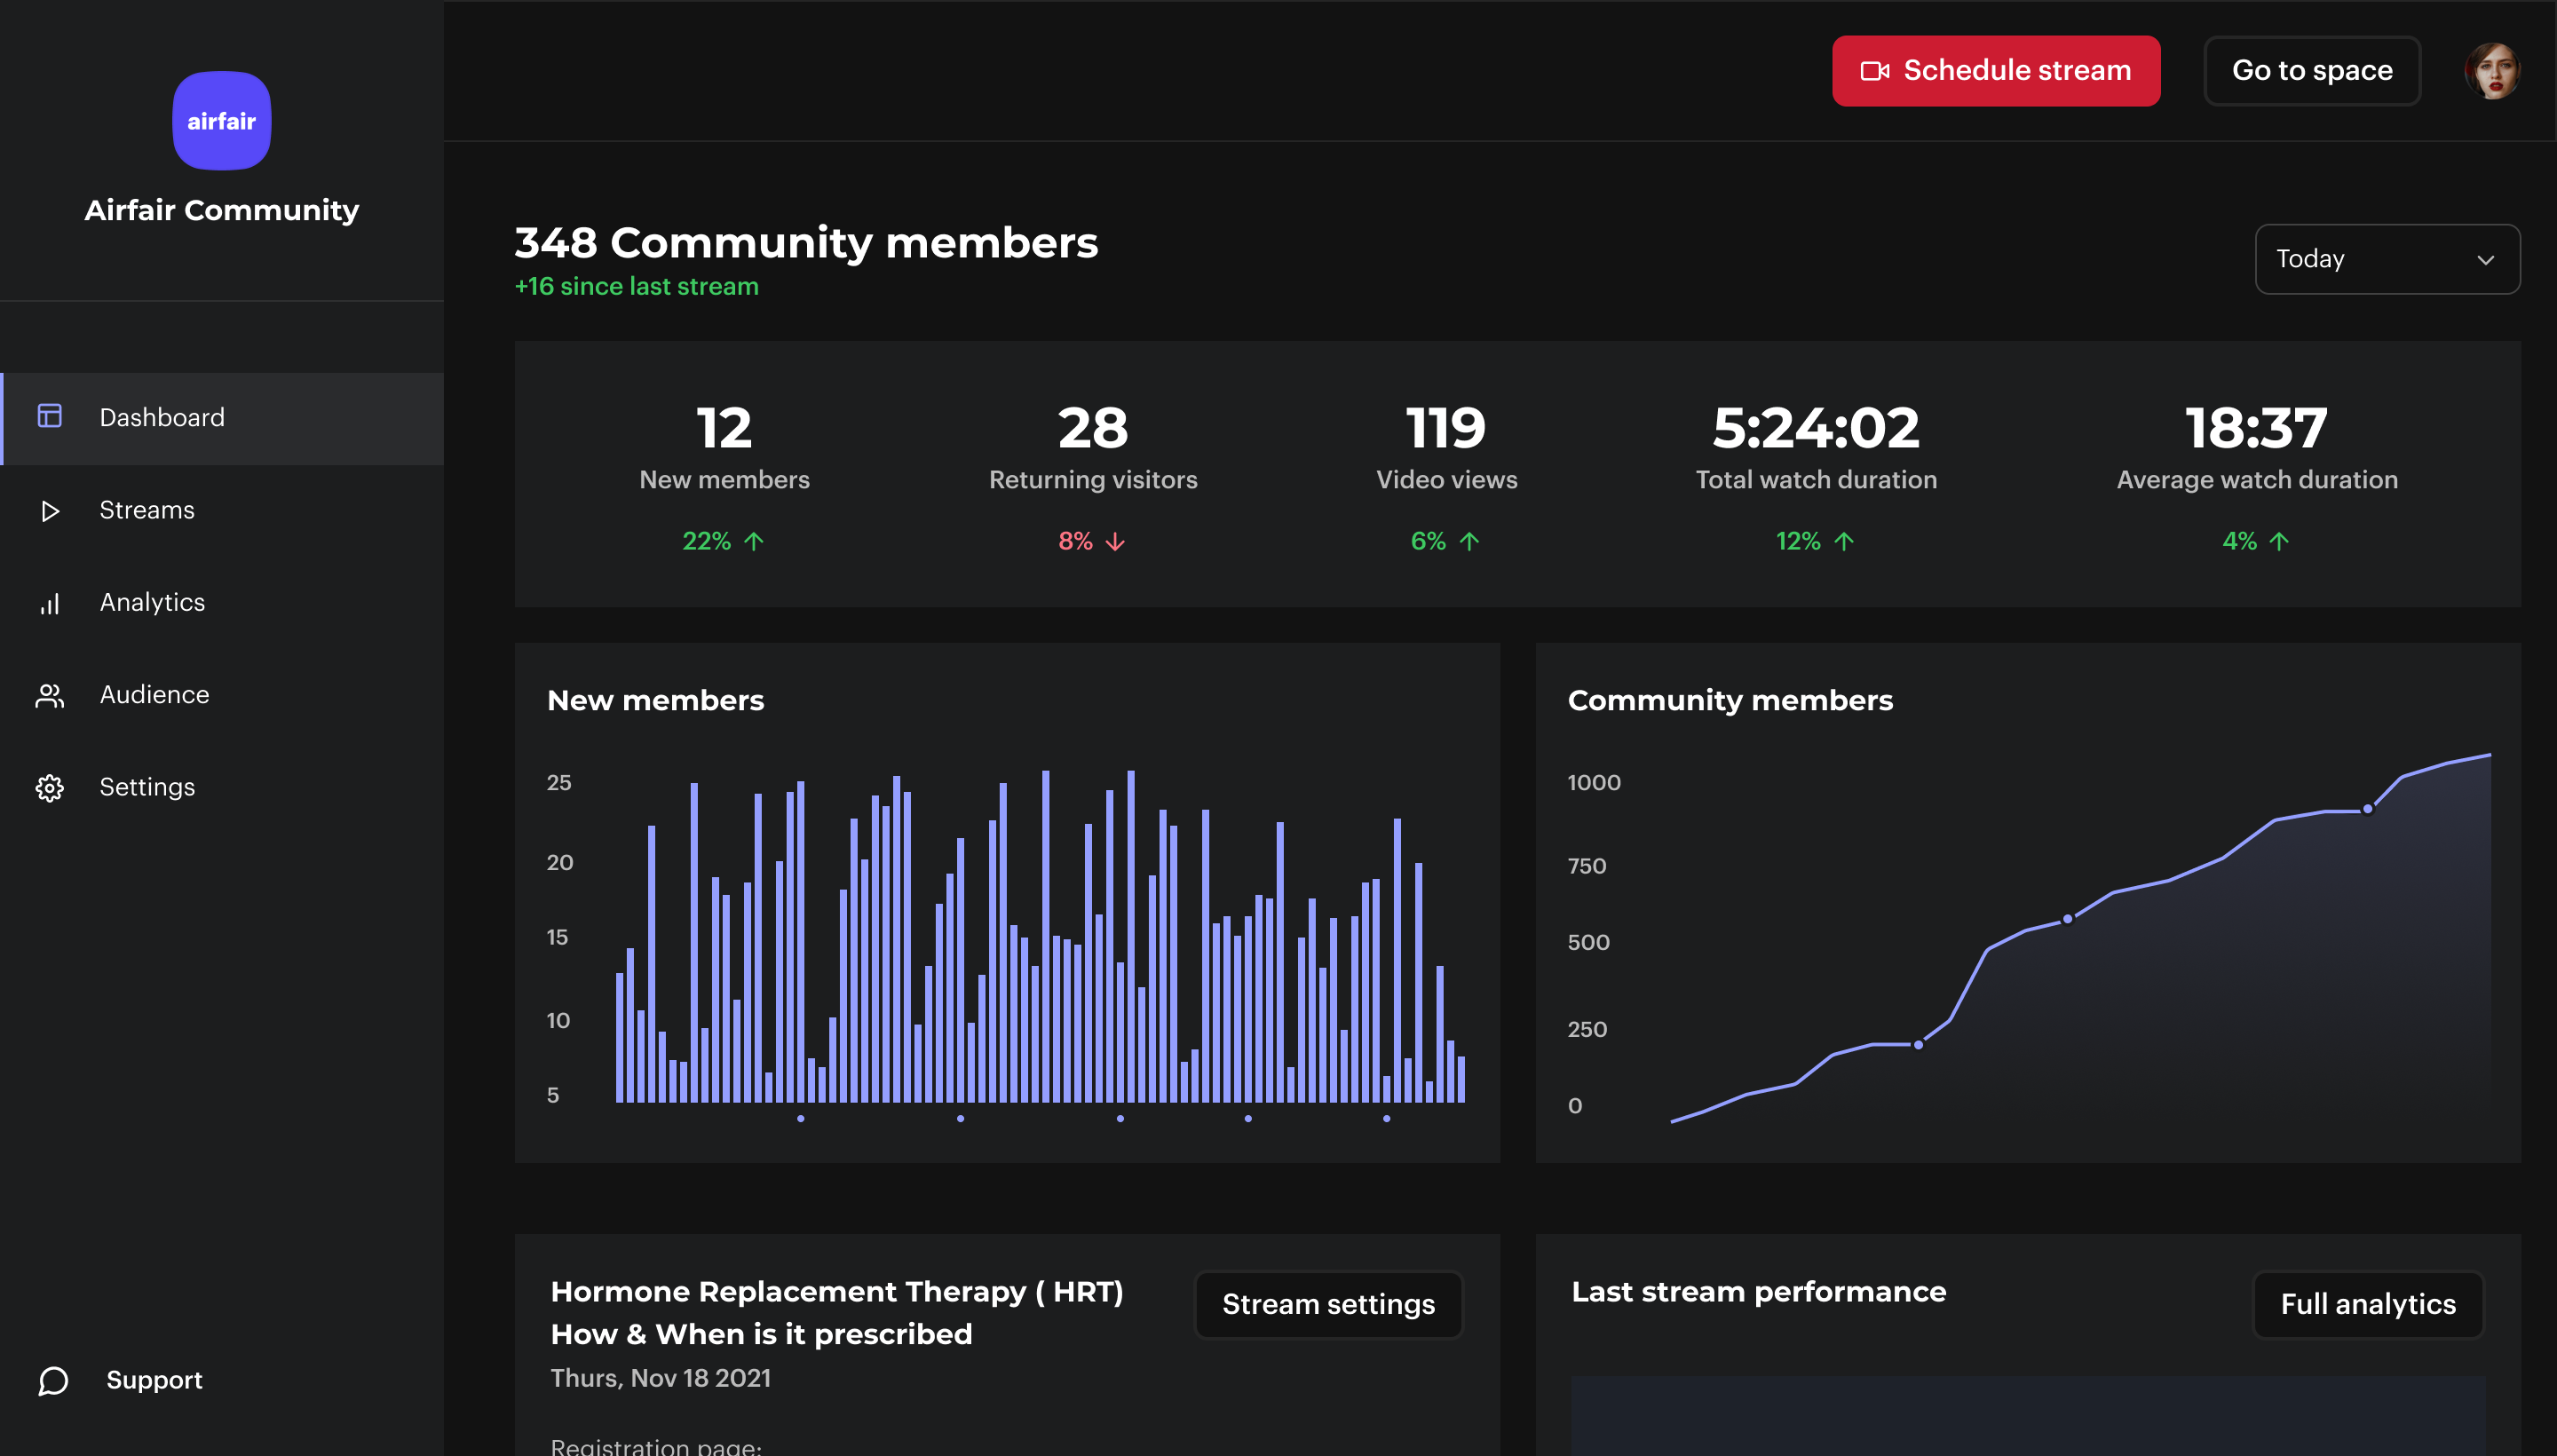 airfair
Airfair Community
Dashboard
Streams
Analytics
Audience
Settings
Support
Schedule stream
Go to space
348 Community members
+16 since last stream
Today
12
New members
22%
28
Returning visitors
8%
119
Video views
6%
5:24:02
Total watch duration
12%
18:37
Average watch duration
4%
New members
25
20
15
10
5
Community members
1000
750
500
250
0
Hormone Replacement Therapy ( HRT)
How & When is it prescribed
Thurs, Nov 18 2021
Registration page:
Stream settings
Last stream performance
Full analytics